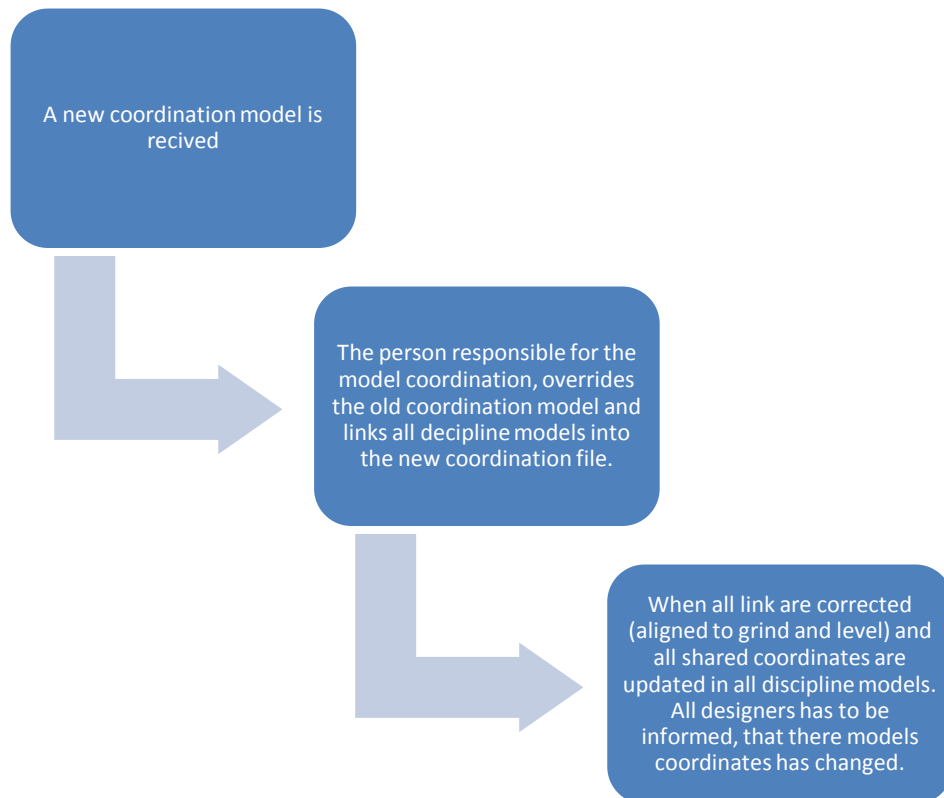 A new coordination model is
recived
The person responsible for the
model coordination, overrides
the old coordination model and
links all decipline models into
the new coordination file.
When all link are corrected
(aligned to grind and level) and
all shared coordinates are
updated in all discipline models.
All designers has to be
informed, that there models
coordinates has changed.